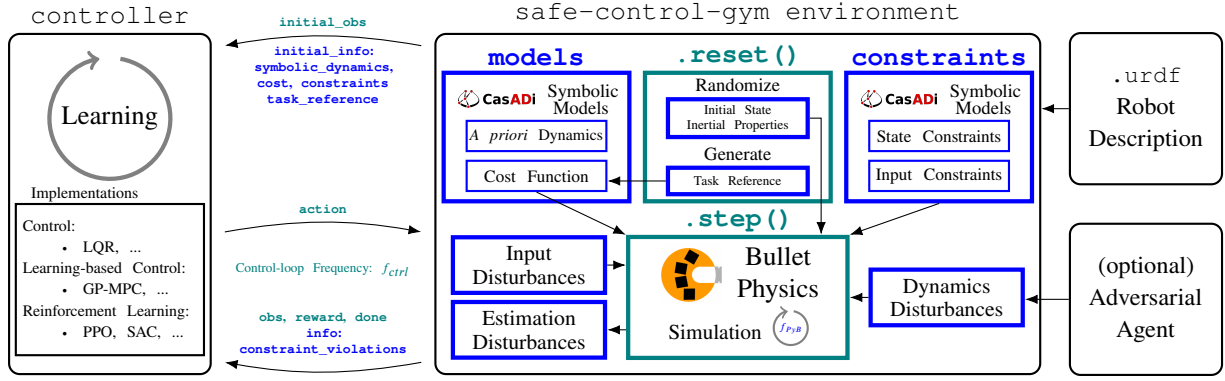 controller
Learning
Implementations
Control:
• LQR, ...
Learning-based Control:
• GP-MPC, ...
Reinforcement Learning:
• PPO, SAC, ...
initial_obs
initial_info:
symbolic_dynamics,
cost, constraints
task_reference
action
Control-loop Frequency: f_ctrl
obs, reward, done
info:
constraint_violations
safe-control-gym environment
models
CasADi Symbolic
Models
A priori Dynamics
Cost Function
.reset()
Randomize
Initial State
Inertial Properties
Generate
Task Reference
constraints
CasADi Symbolic
Models
State Constraints
Input Constraints
.step()
Bullet
Physics
Simulation f_PyB
Input
Disturbances
Estimation
Disturbances
Dynamics
Disturbances
.urdf
Robot
Description
(optional)
Adversarial
Agent